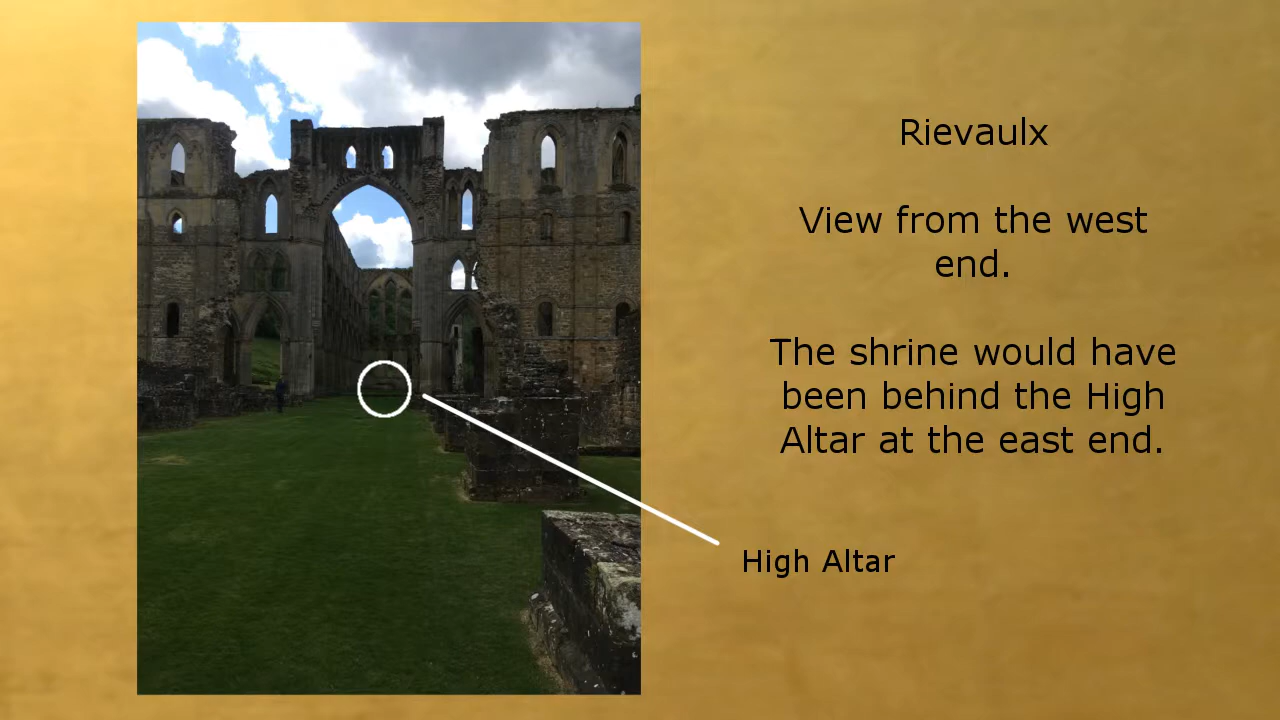 Rievaulx
View from the west
end.
The shrine would have
been behind the High
Altar at the east end.
High Altar